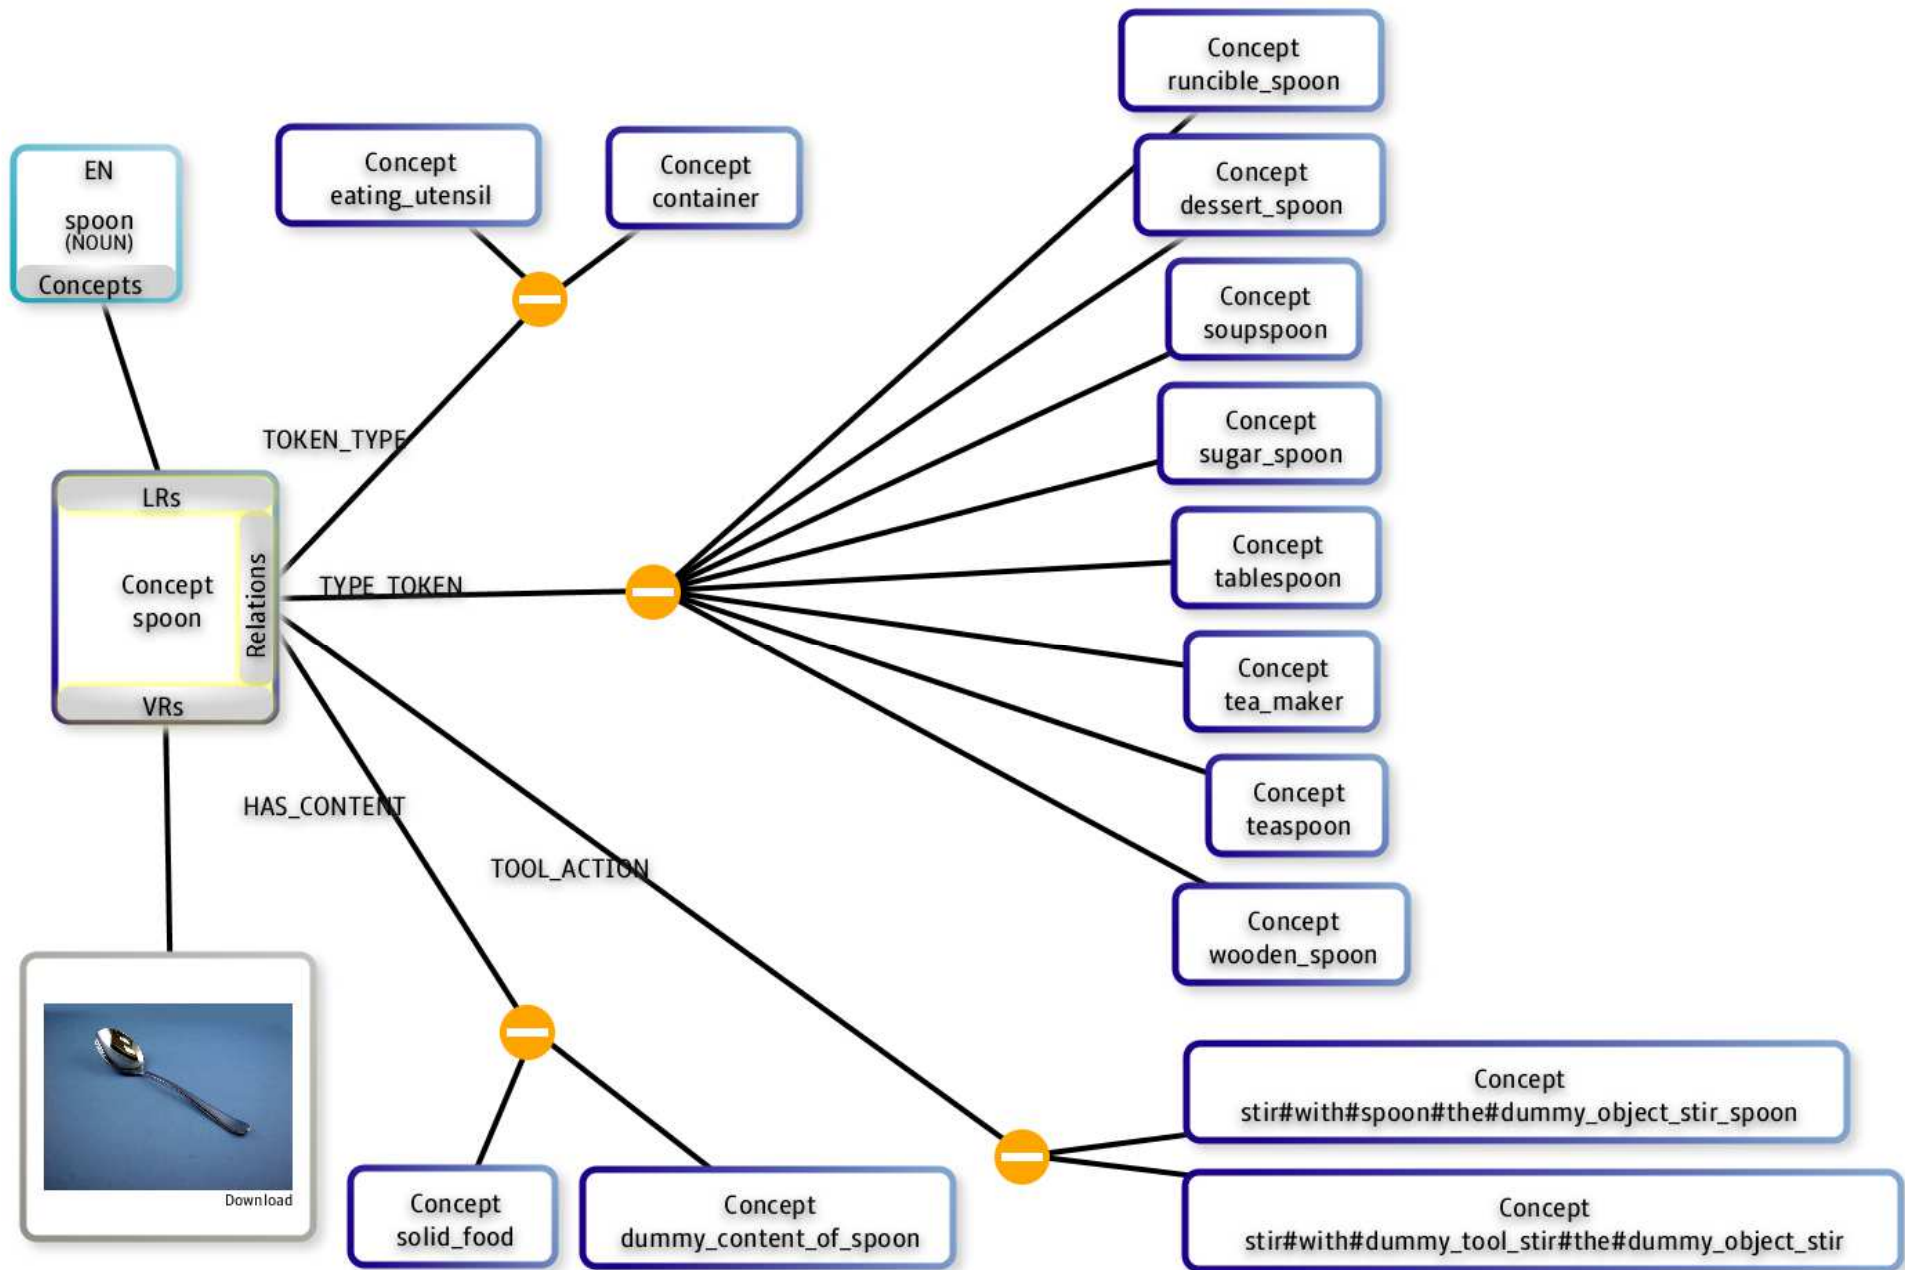 EN
spoon
(NOUN)
Concepts
Concept
eating_utensil
Concept
container
Concept
runcible_spoon
Concept
dessert_spoon
Concept
soupspoon
Concept
sugar_spoon
Concept
tablespoon
Concept
tea_maker
Concept
teaspoon
Concept
wooden_spoon
TOKEN_TYPE
TYPE_TOKEN
LRs
Concept
spoon
Relations
VRs
HAS_CONTENT
TOOL_ACTION
Download
Concept
solid_food
Concept
dummy_content_of_spoon
Concept
stir#with#spoon#the#dummy_object_stir_spoon
Concept
stir#with#dummy_tool_stir#the#dummy_object_stir